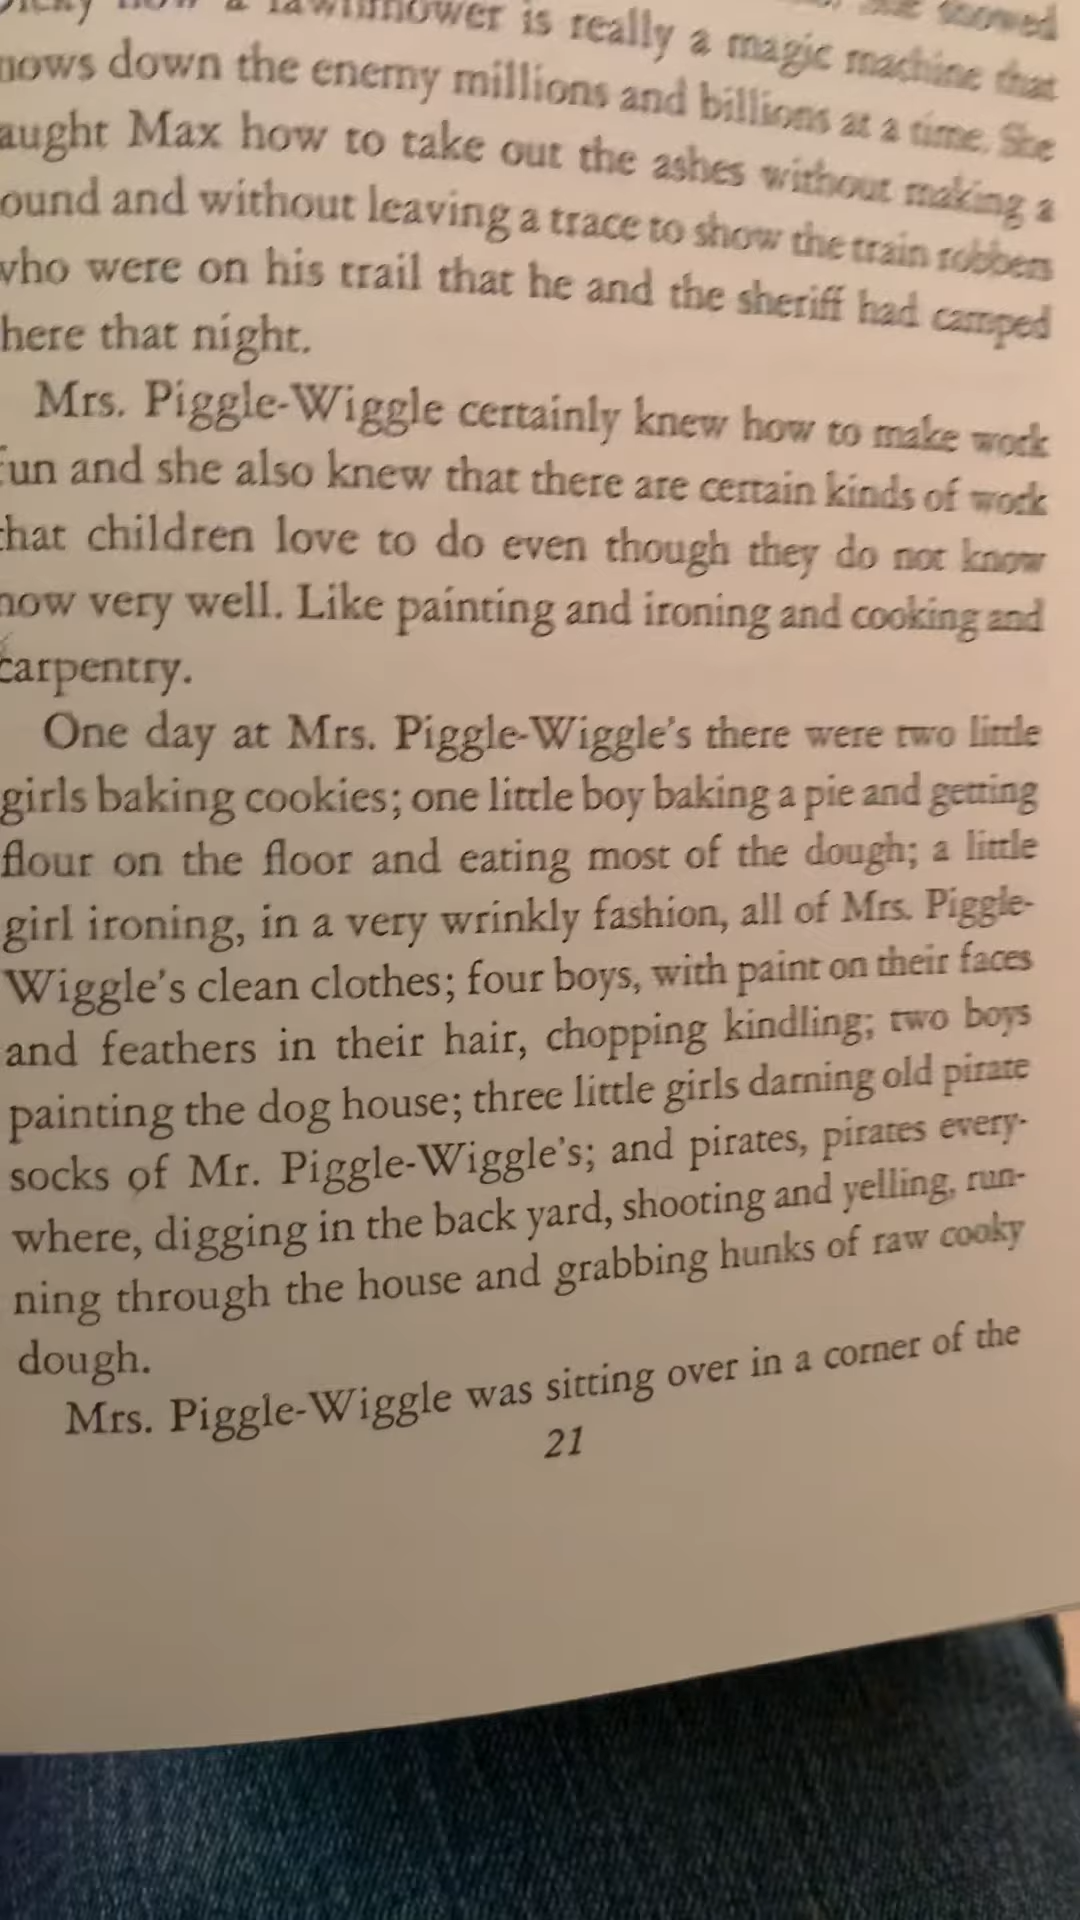 a lawnmower is really a magic machine that
nows down the enemy millions and billions at a time. She
aught Max how to take out the ashes without making a
ound and without leaving a trace to show the train robbers
who were on his trail that he and the sheriff had camped
here that night.
Mrs. Piggle-Wiggle certainly knew how to make work
fun and she also knew that there are certain kinds of work
that children love to do even though they do not know
how very well. Like painting and ironing and cooking and
carpentry.
One day at Mrs. Piggle-Wiggle's there were two little
girls baking cookies; one little boy baking a pie and getting
flour on the floor and eating most of the dough; a little
girl ironing, in a very wrinkly fashion, all of Mrs. Piggle-
Wiggle's clean clothes; four boys, with paint on their faces
and feathers in their hair, chopping kindling; two boys
painting the dog house; three little girls darning old pirate
socks of Mr. Piggle-Wiggle's; and pirates, pirates every-
where, digging in the back yard, shooting and yelling, run-
ning through the house and grabbing hunks of raw cooky
dough.
Mrs. Piggle-Wiggle was sitting over in a corner of the
21